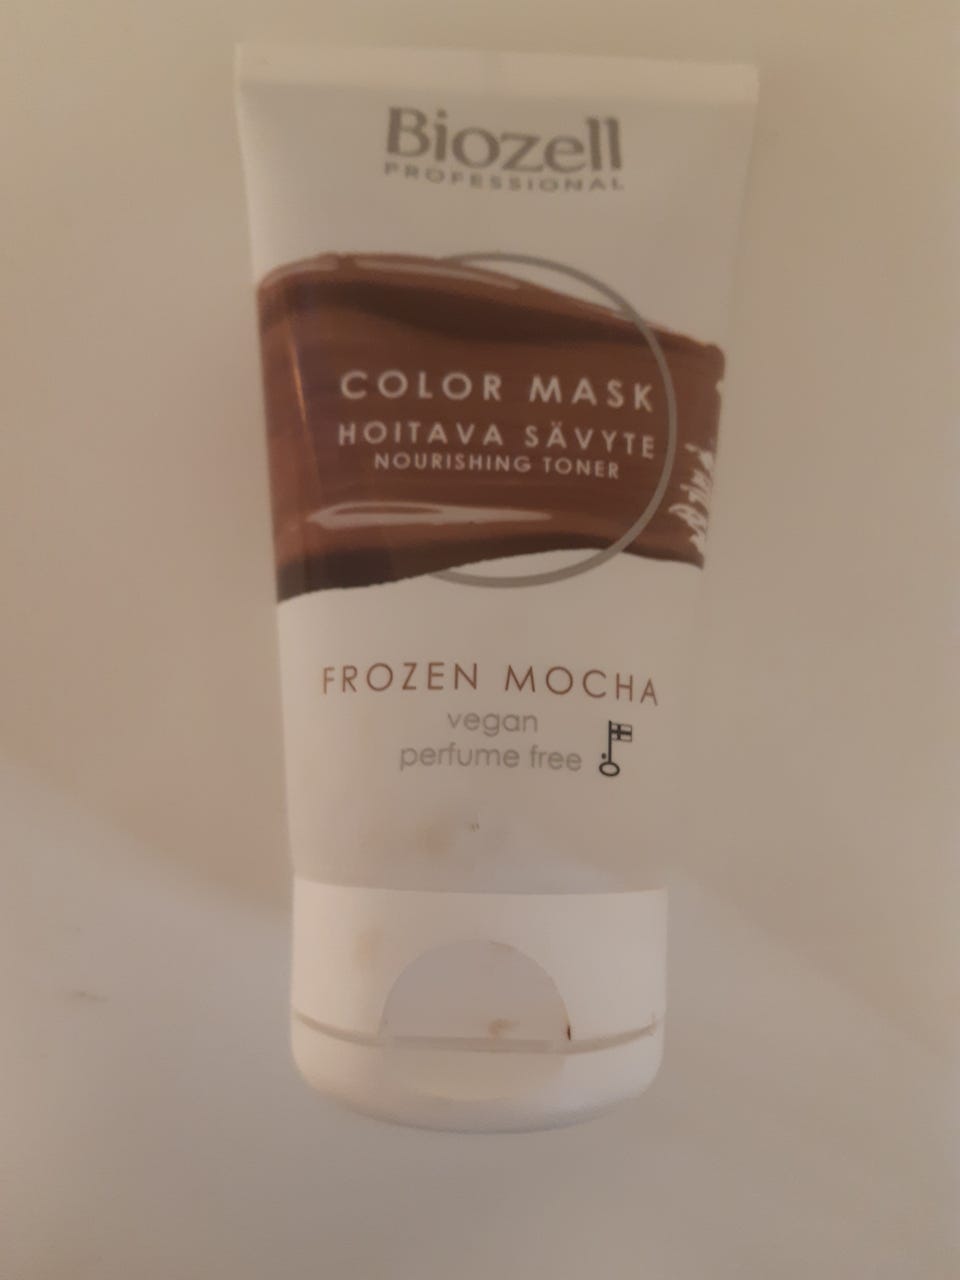 Biozell
PROFESSIONAL
COLOR MASK
HOITAVA SÄVYTE
NOURISHING TONER
FROZEN MOCHA
vegan
perfume free